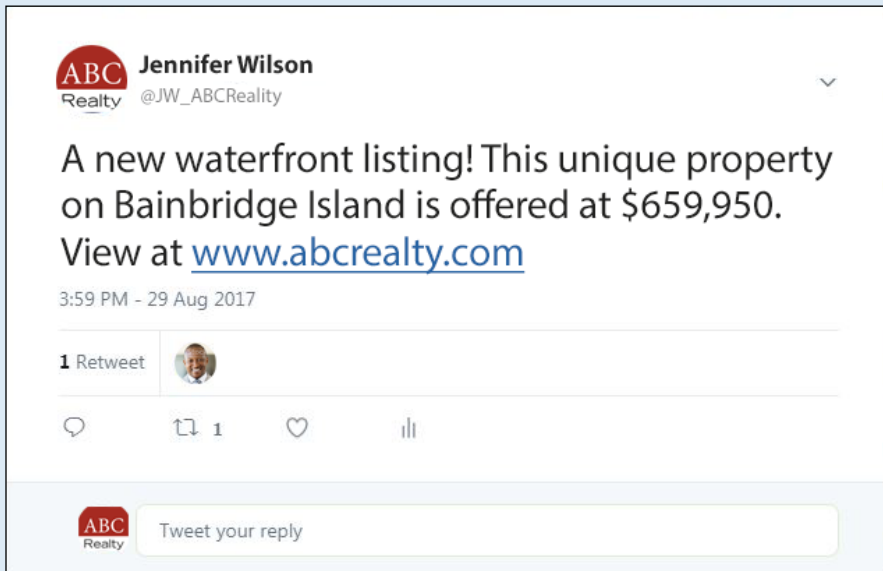 ABC
Realty
Jennifer Wilson
@JW_ABCReality
A new waterfront listing! This unique property
on Bainbridge Island is offered at $659,950.
View at www.abcrealty.com
3:59 PM - 29 Aug 2017
1 Retweet
1
ABC
Realty
Tweet your reply